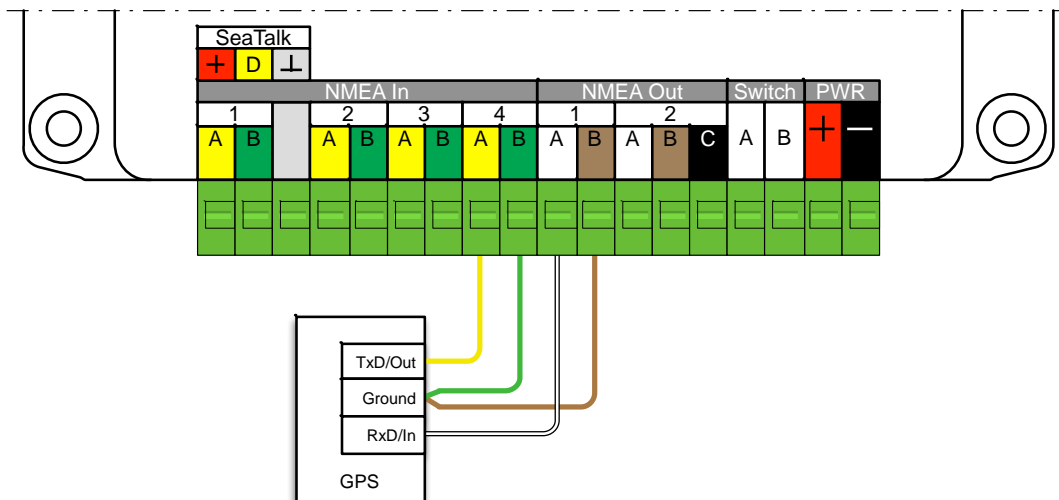 SeaTalk
+ D ⊥
NMEA In NMEA Out Switch PWR
1 2 3 4 1 2
A B A B A B A B A B A B C A B + −
TxD/Out
Ground
RxD/In
GPS